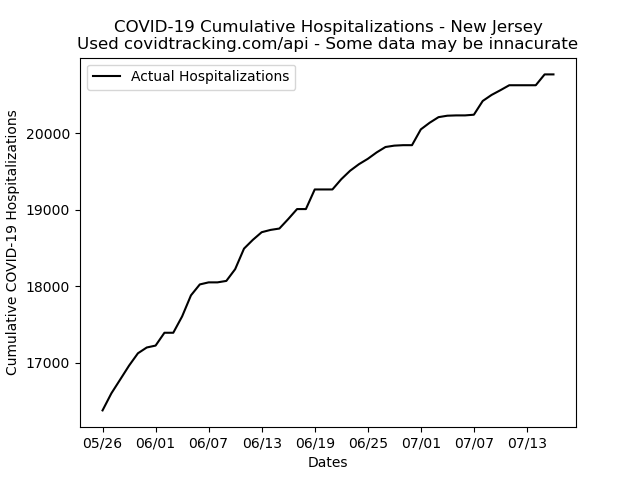 COVID-19 Cumulative Hospitalizations - New Jersey
Used covidtracking.com/api - Some data may be innacurate
Actual Hospitalizations
Cumulative COVID-19 Hospitalizations
20000
19000
18000
17000
05/26 06/01 06/07 06/13 06/19 06/25 07/01 07/07 07/13
Dates